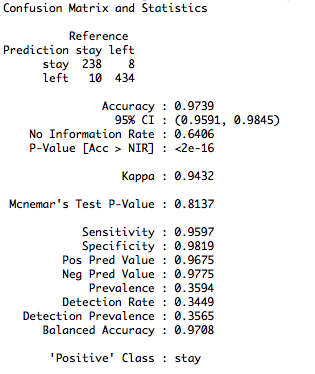 Confusion Matrix and Statistics
Reference
Prediction stay left
stay 238 8
left 10 434
Accuracy : 0.9739
95% CI : (0.9591, 0.9845)
No Information Rate : 0.6406
P-Value [Acc > NIR] : <2e-16
Kappa : 0.9432
Mcnemar's Test P-Value : 0.8137
Sensitivity : 0.9597
Specificity : 0.9819
Pos Pred Value : 0.9675
Neg Pred Value : 0.9775
Prevalence : 0.3594
Detection Rate : 0.3449
Detection Prevalence : 0.3565
Balanced Accuracy : 0.9708
'Positive' Class : stay